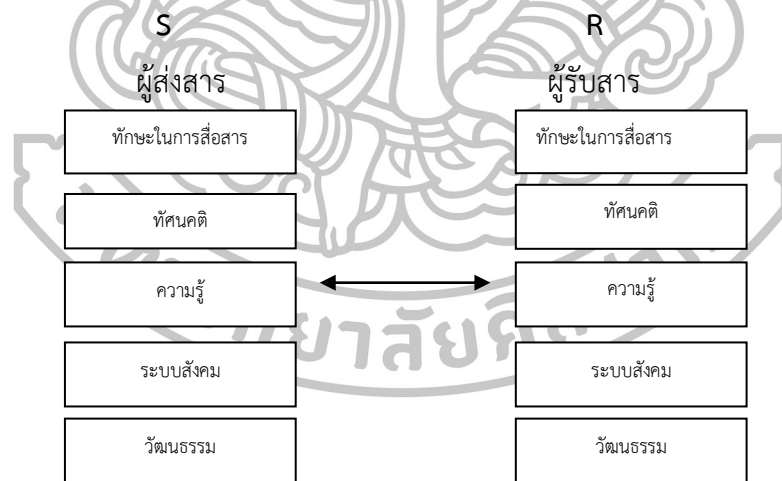 S R
ผู้ส่งสาร ผู้รับสาร
ทักษะในการสื่อสาร ทักษะในการสื่อสาร
ทัศนคติ ทัศนคติ
ความรู้ ความรู้
ระบบสังคม ระบบสังคม
วัฒนธรรม วัฒนธรรม